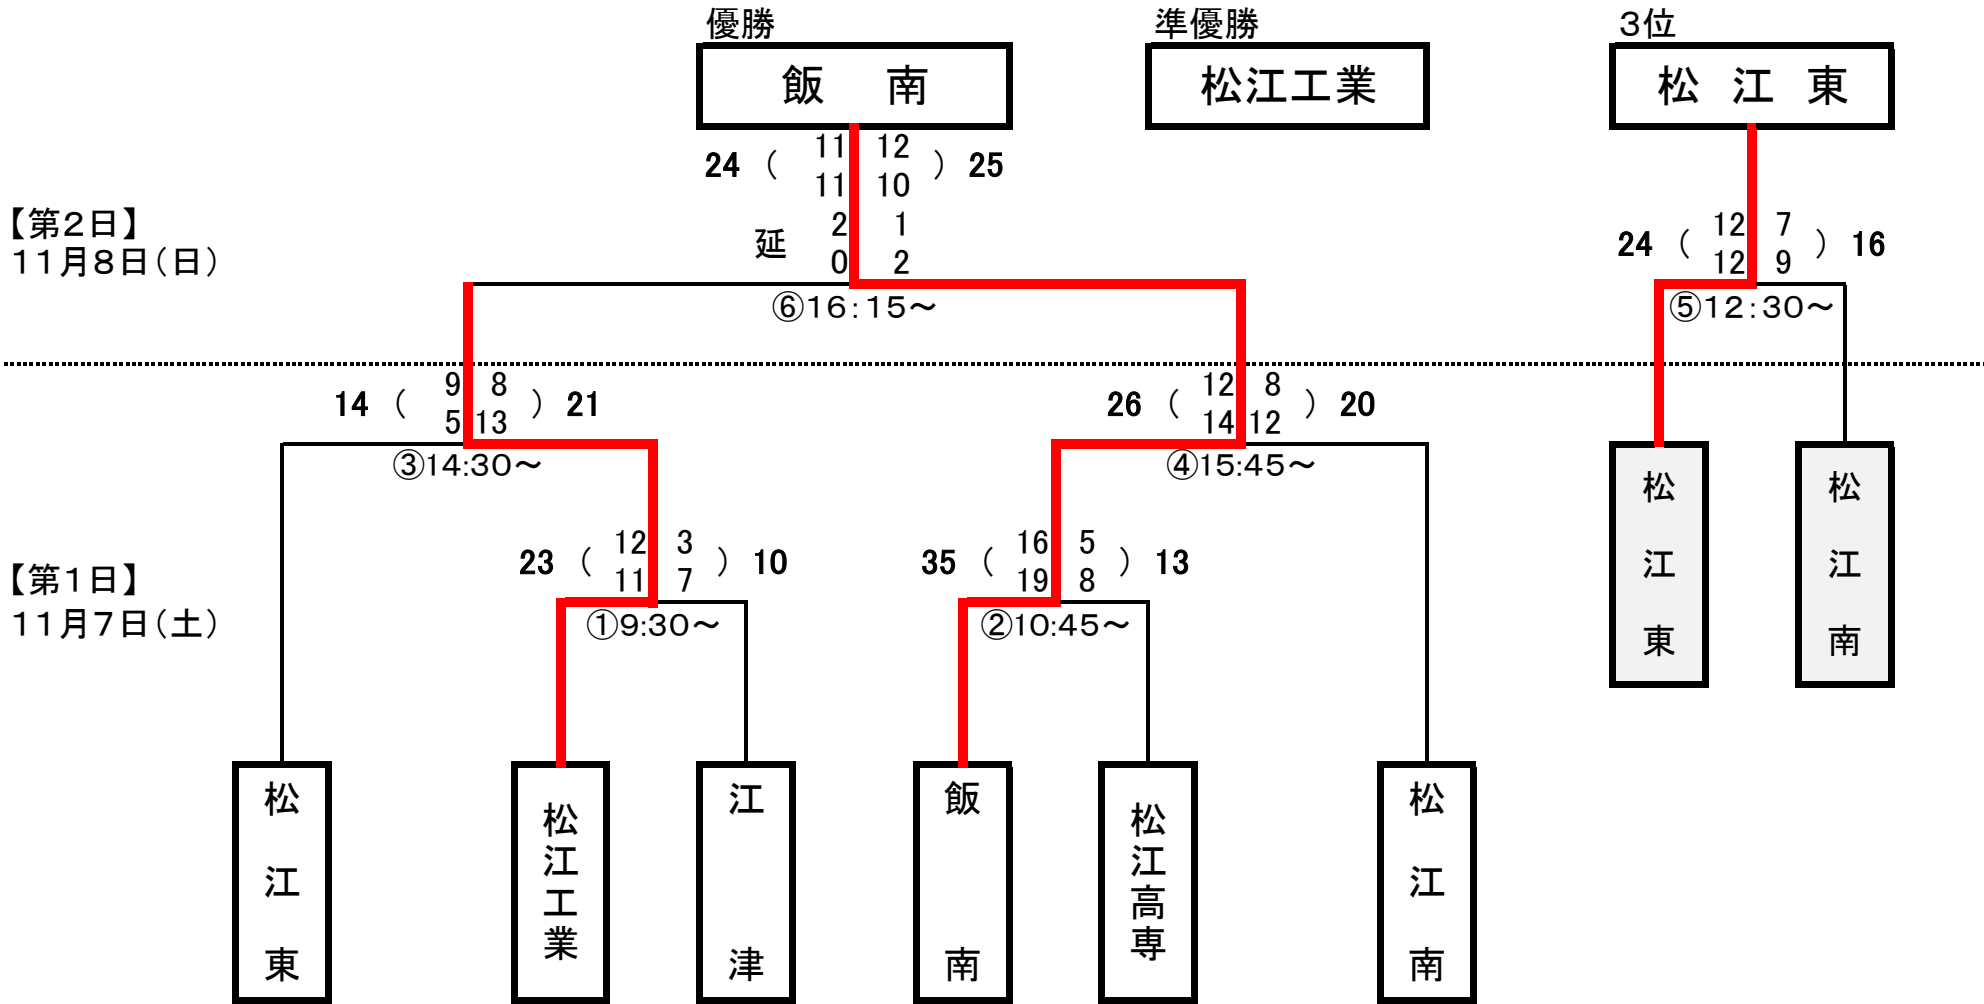 優勝
準優勝
3位
飯 南
松江工業
松 江 東
24 ( 11 12 ) 25
11 10
延 2 1
0 2
⑥16:15～
【第2日】
11月8日(日)
24 ( 12 7 ) 16
12 9
⑤12:30～
14 ( 9 8 ) 21
5 13
③14:30～
26 ( 12 8 ) 20
14 12
④15:45～
松江東
松江南
【第1日】
11月7日(土)
23 ( 12 3 ) 10
11 7
①9:30～
35 ( 16 5 ) 13
19 8
②10:45～
松江東
松江工業
江津
飯南
松江高専
松江南